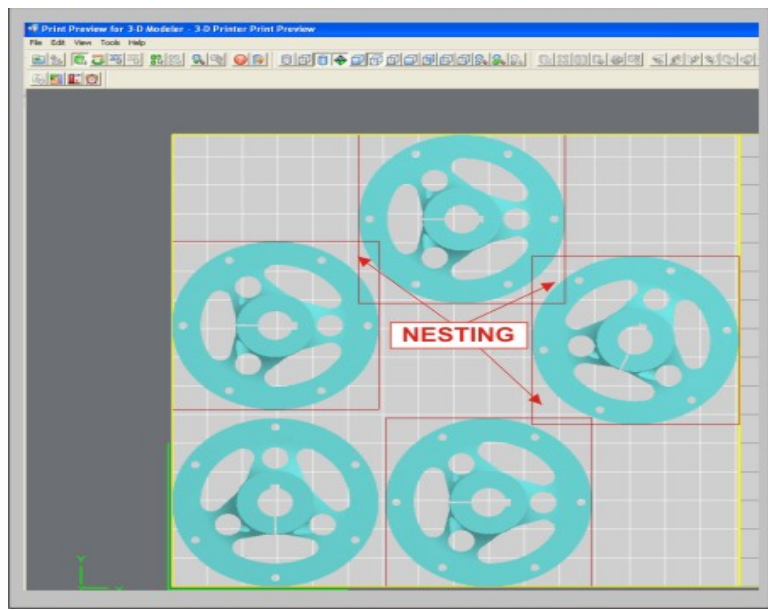 Print Preview for 3-D Modeler - 3-D Printer Print Preview
File Edit View Tools Help
NESTING
Y
X